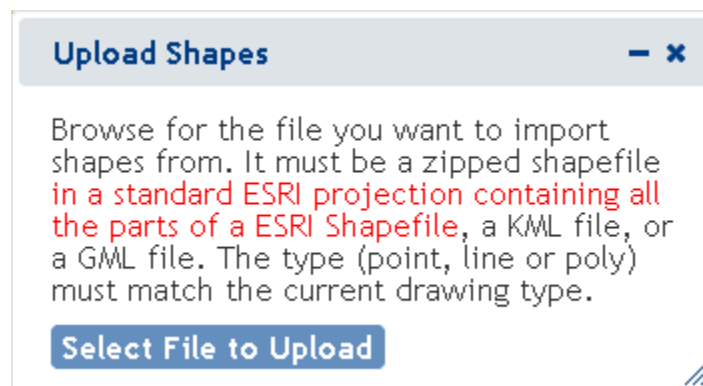 Upload Shapes
Browse for the file you want to import
shapes from. It must be a zipped shapefile
in a standard ESRI projection containing all
the parts of a ESRI Shapefile, a KML file, or
a GML file. The type (point, line or poly)
must match the current drawing type.
Select File to Upload